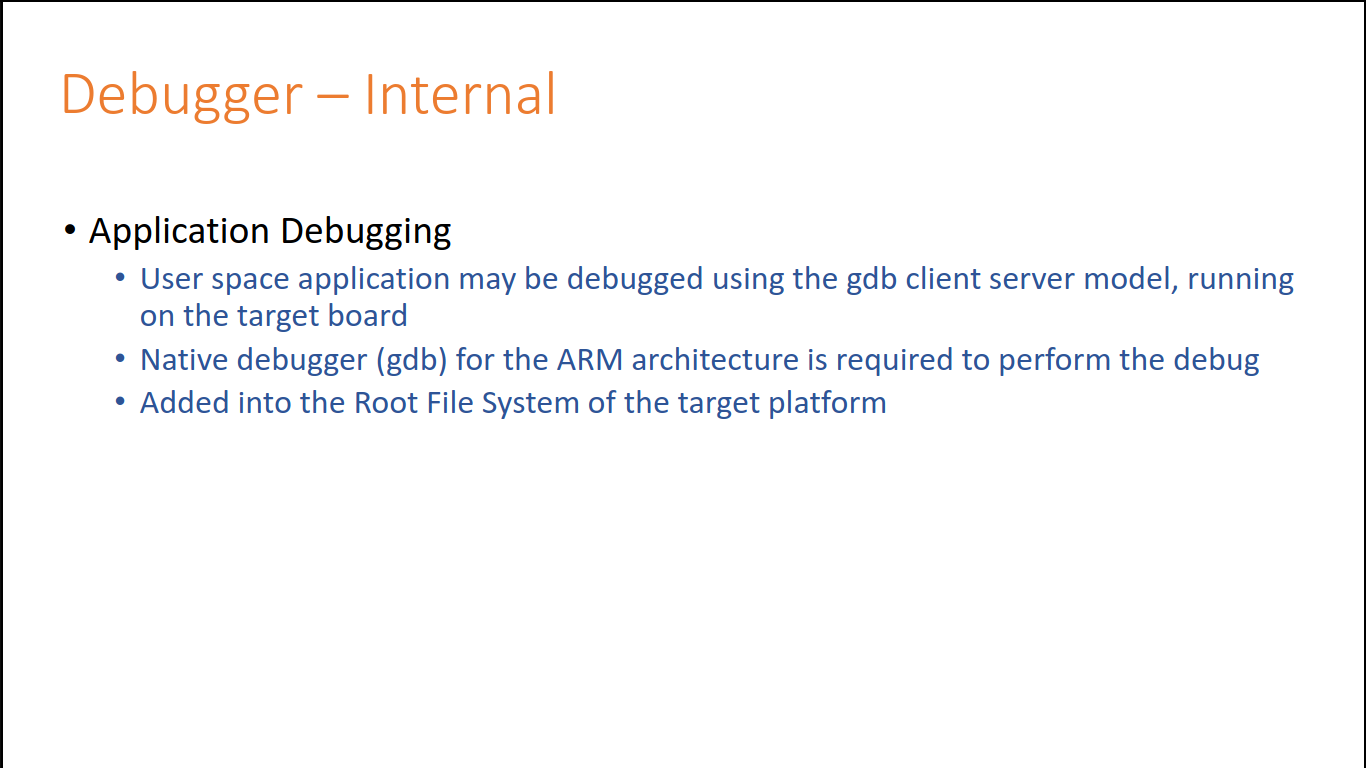 Debugger – Internal
• Application Debugging
• User space application may be debugged using the gdb client server model, running
on the target board
• Native debugger (gdb) for the ARM architecture is required to perform the debug
• Added into the Root File System of the target platform